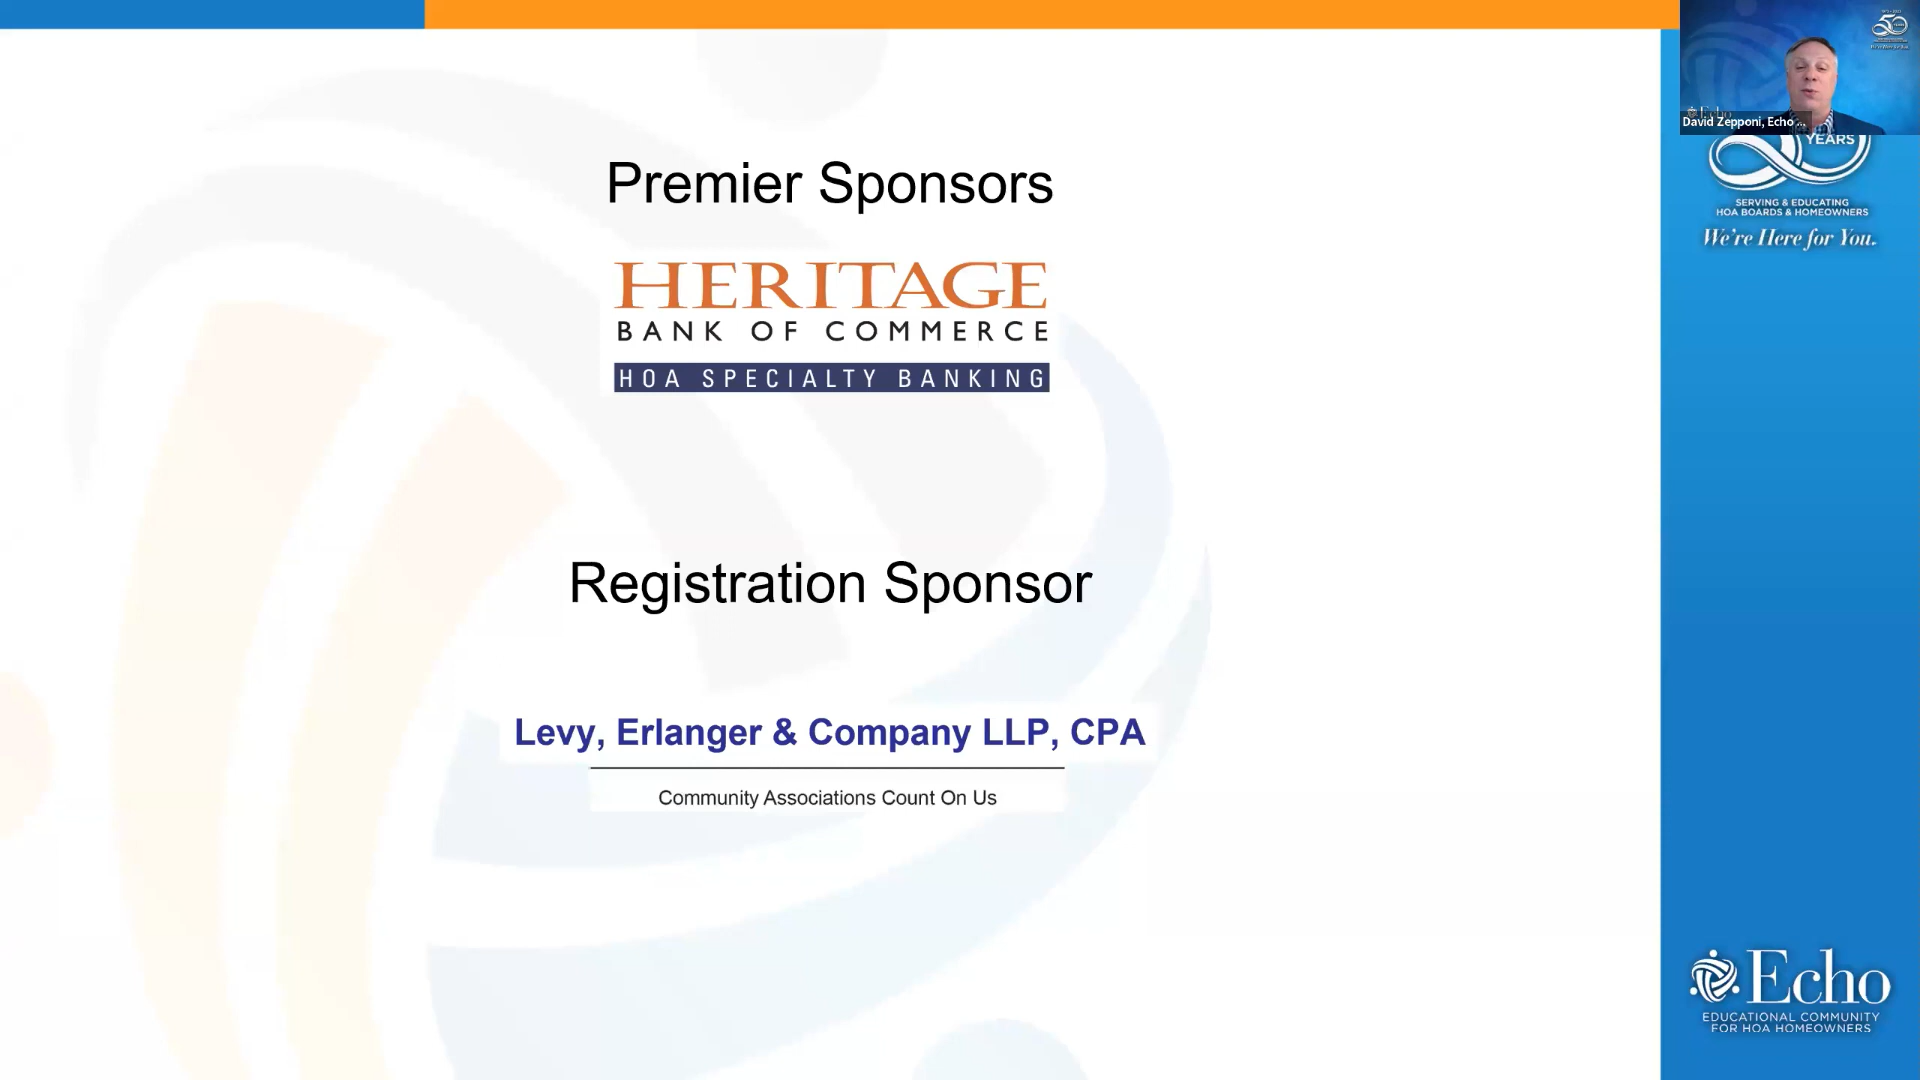 Premier Sponsors
HERITAGE
BANK OF COMMERCE
HOA SPECIALTY BANKING
Registration Sponsor
Levy, Erlanger & Company LLP, CPA
Community Associations Count On Us
50
Echo
David Zepponi, Echo ...
YEARS
SERVING & EDUCATING
HOA BOARDS & HOMEOWNERS
We're Here for You.
Echo
EDUCATIONAL COMMUNITY
FOR HOA HOMEOWNERS